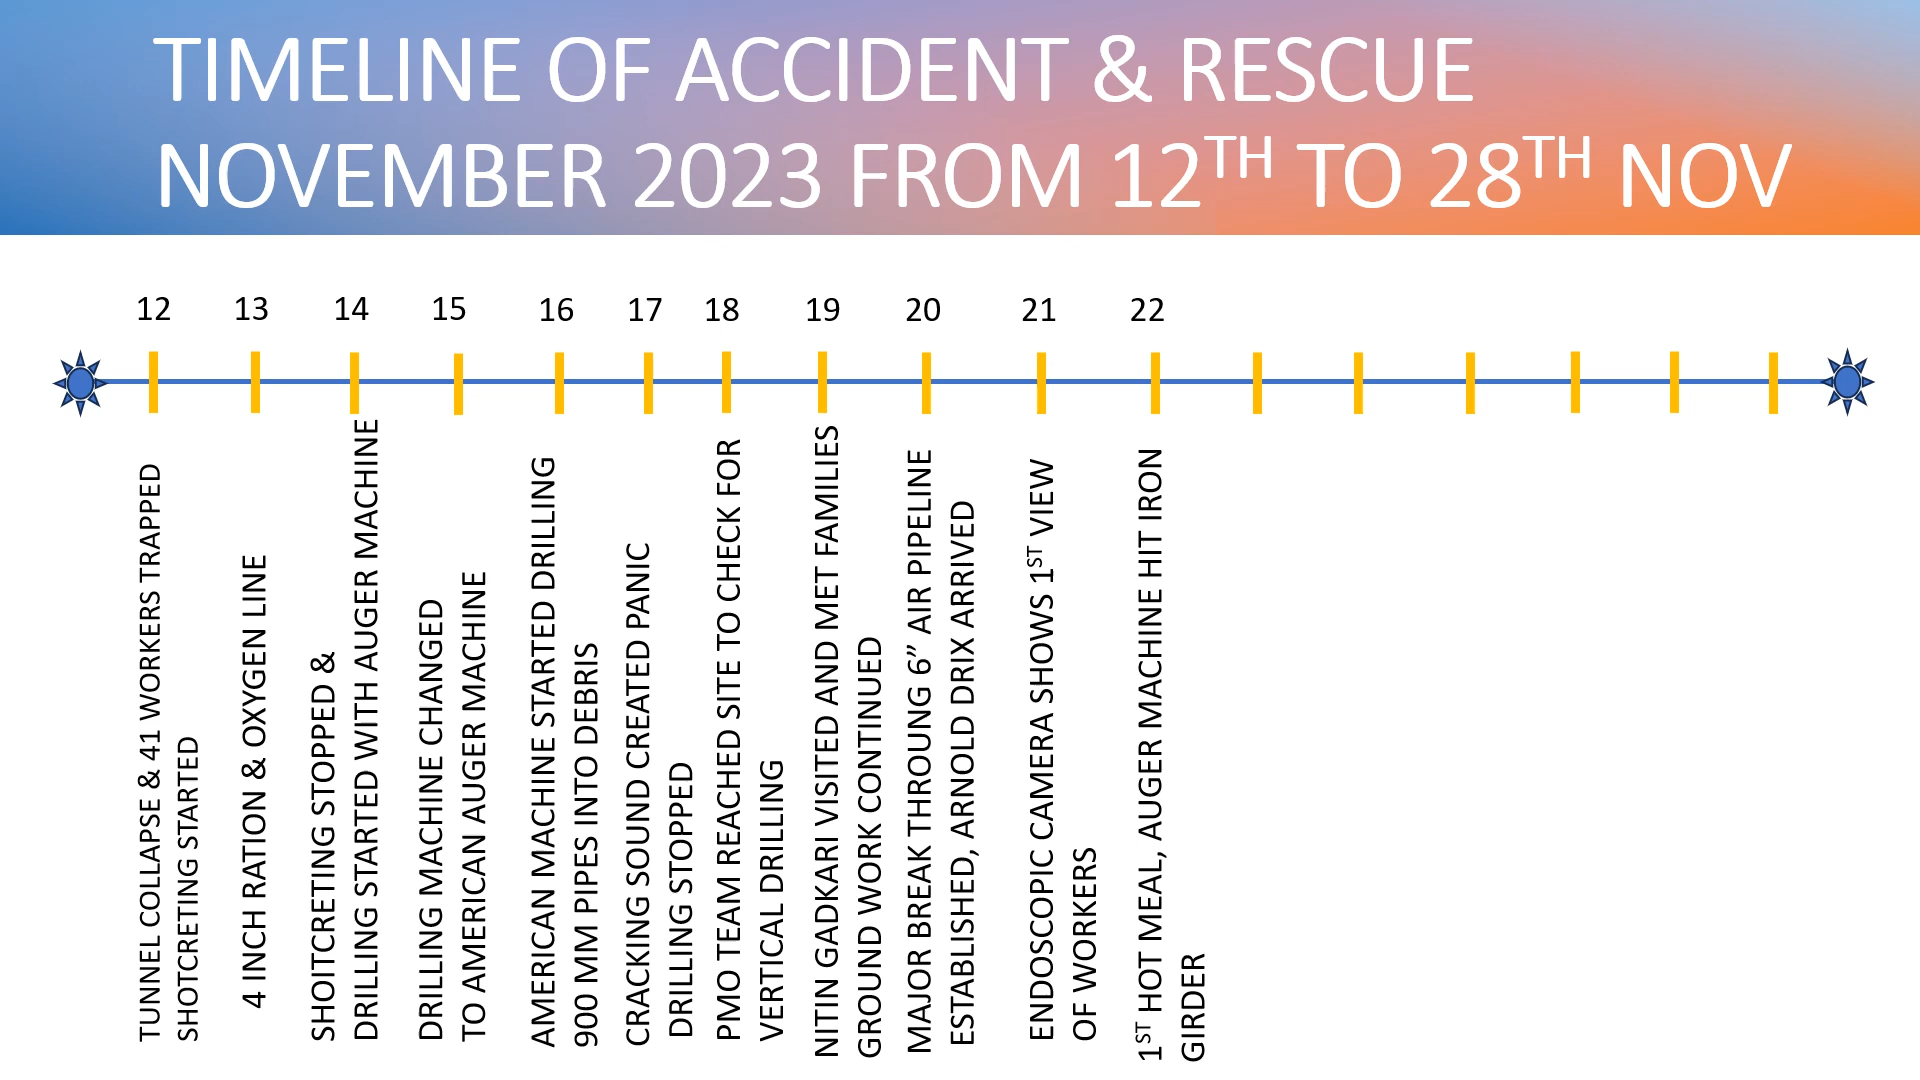 TIMELINE OF ACCIDENT & RESCUE
NOVEMBER 2023 FROM 12TH TO 28TH NOV
12
13
14
15
16
17
18
19
20
21
22
TUNNEL COLLAPSE & 41 WORKERS TRAPPED
SHOTCRETING STARTED
4 INCH RATION & OXYGEN LINE
SHOITCRETING STOPPED &
DRILLING STARTED WITH AUGER MACHINE
DRILLING MACHINE CHANGED
TO AMERICAN AUGER MACHINE
AMERICAN MACHINE STARTED DRILLING
900 MM PIPES INTO DEBRIS
CRACKING SOUND CREATED PANIC
DRILLING STOPPED
PMO TEAM REACHED SITE TO CHECK FOR
VERTICAL DRILLING
NITIN GADKARI VISITED AND MET FAMILIES
GROUND WORK CONTINUED
MAJOR BREAK THROUNG 6” AIR PIPELINE
ESTABLISHED, ARNOLD DRIX ARRIVED
ENDOSCOPIC CAMERA SHOWS 1ST VIEW
OF WORKERS
1ST HOT MEAL, AUGER MACHINE HIT IRON
GIRDER